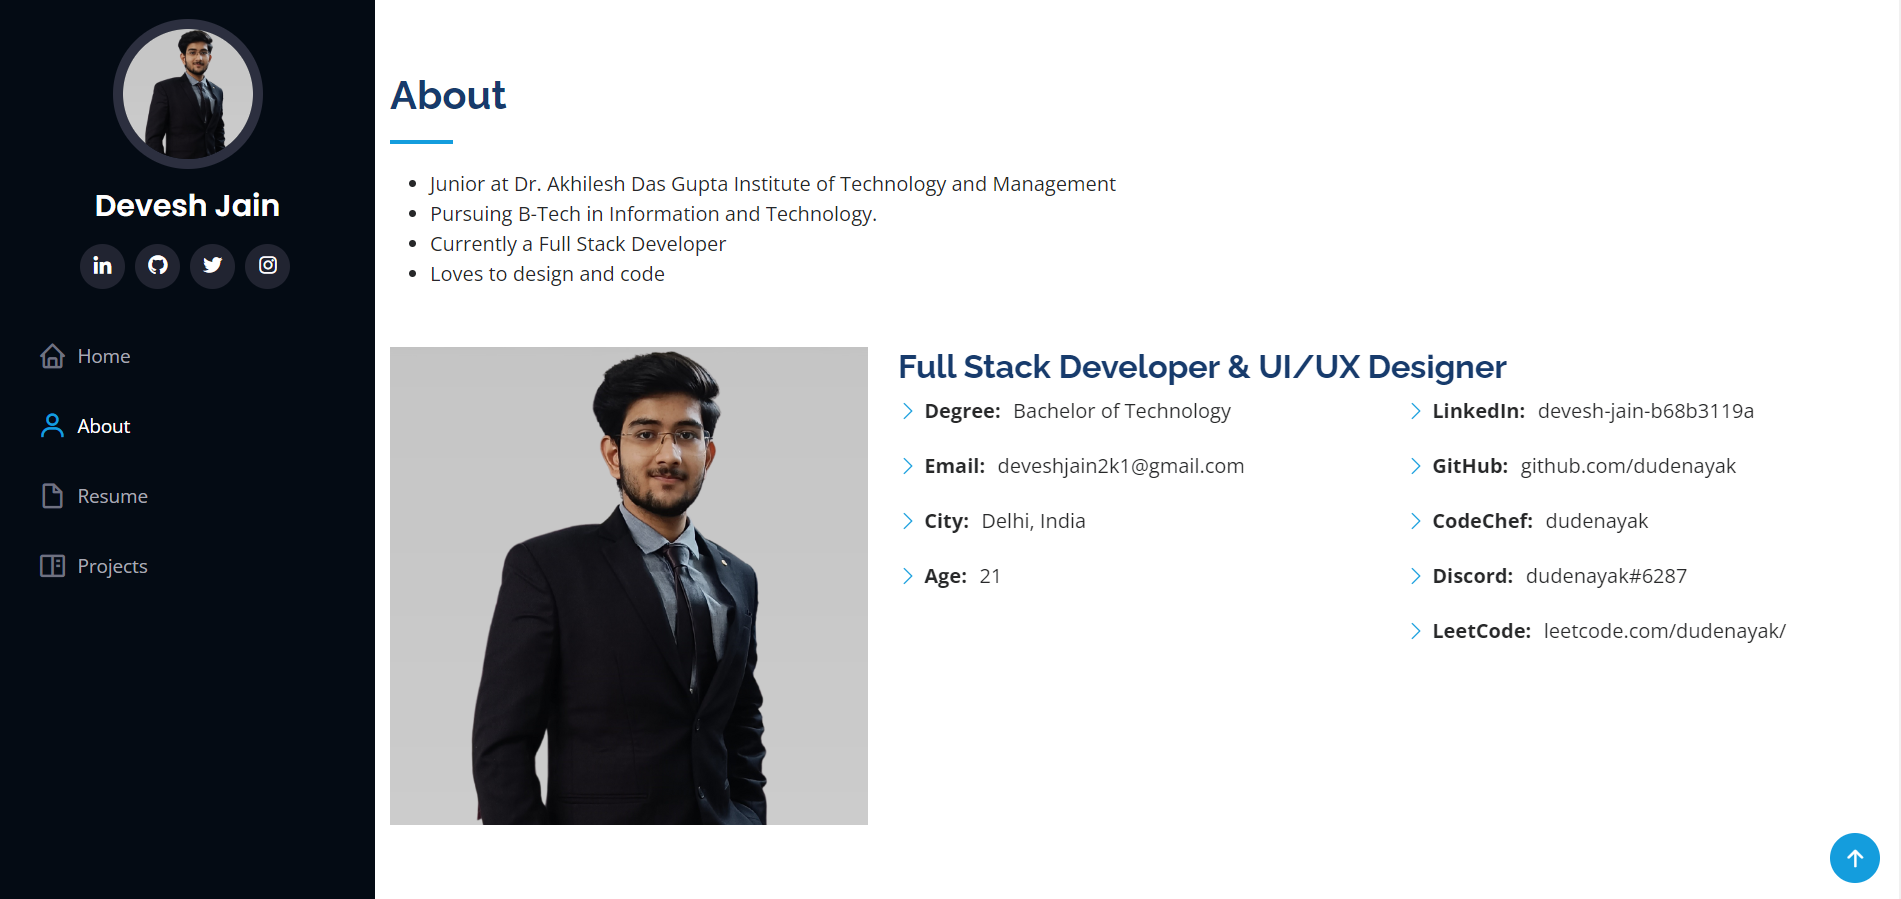 Devesh Jain
Home
About
Resume
Projects
About
Junior at Dr. Akhilesh Das Gupta Institute of Technology and Management
Pursuing B-Tech in Information and Technology.
Currently a Full Stack Developer
Loves to design and code
Full Stack Developer & UI/UX Designer
Degree: Bachelor of Technology
Email: deveshjain2k1@gmail.com
City: Delhi, India
Age: 21
LinkedIn: devesh-jain-b68b3119a
GitHub: github.com/dudenayak
CodeChef: dudenayak
Discord: dudenayak#6287
LeetCode: leetcode.com/dudenayak/